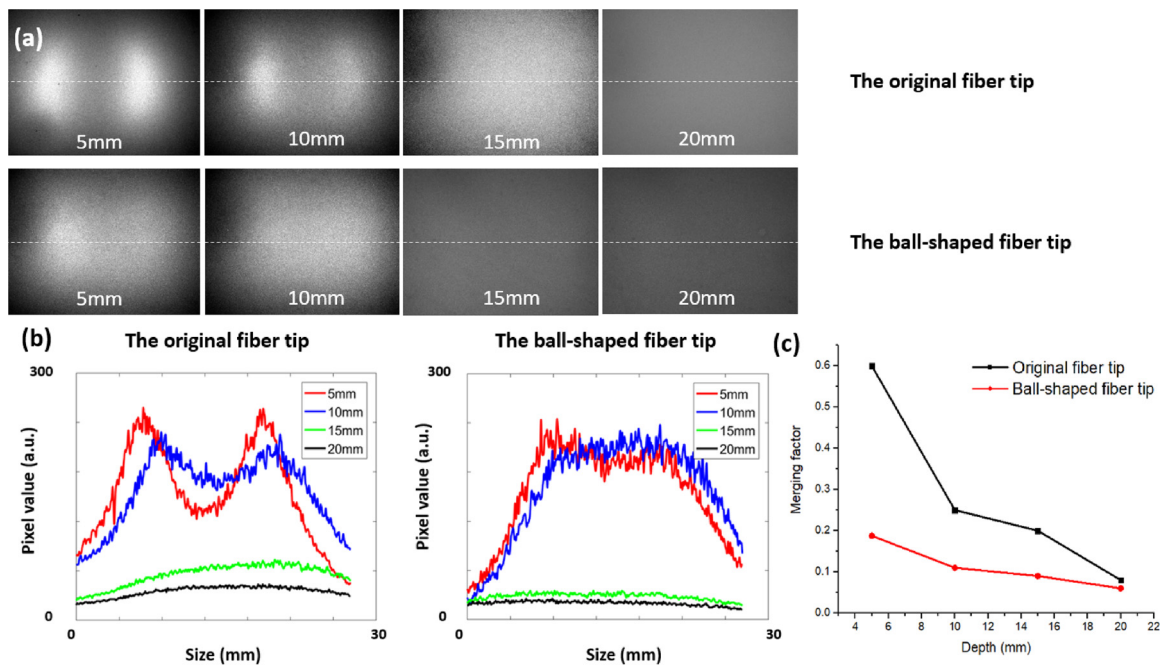 (a)
5mm 10mm 15mm 20mm
The original fiber tip
5mm 10mm 15mm 20mm
The ball-shaped fiber tip
(b) The original fiber tip
300
5mm
10mm
15mm
20mm
Pixel value (a.u.)
0
0 30
Size (mm)
The ball-shaped fiber tip
300
5mm
10mm
15mm
20mm
Pixel value (a.u.)
0
0 30
Size (mm)
(c)
Original fiber tip
Ball-shaped fiber tip
Merging factor
0.6
0.5
0.4
0.3
0.2
0.1
0.0
4 6 8 10 12 14 16 18 20 22
Depth (mm)